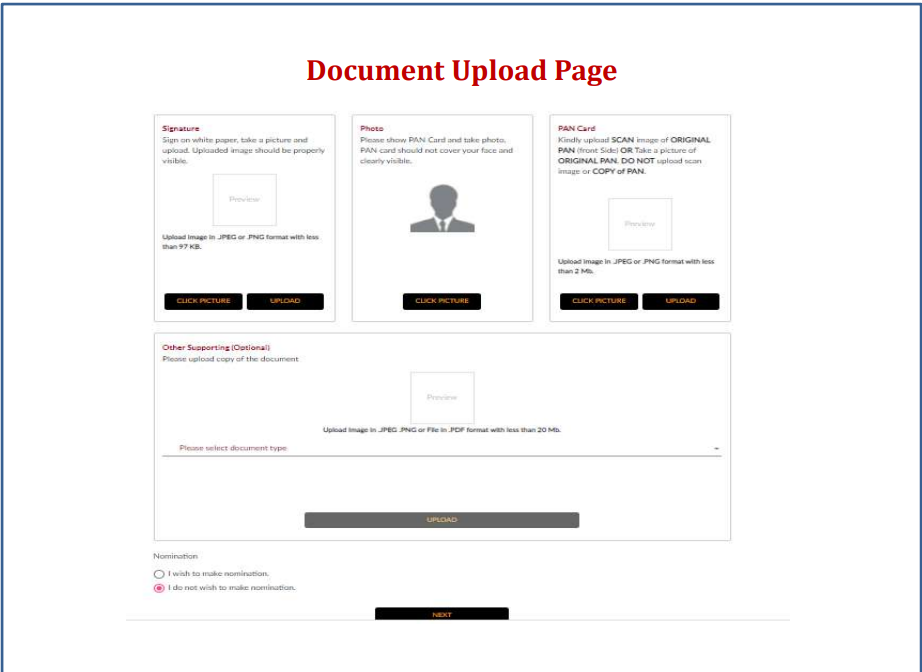 Document Upload Page
Signature
Sign on white paper, take a picture and
upload. Uploaded image should be properly
visible.
Preview
Upload Image in .JPEG or .PNG format with less
than 97 KB.
CLICK PICTURE
UPLOAD
Photo
Please show PAN Card and take photo.
PAN card should not cover your face and
clearly visible.
CLICK PICTURE
PAN Card
Kindly upload SCAN image of ORIGINAL
PAN (front Side) OR Take a picture of
ORIGINAL PAN. DO NOT upload scan
image or COPY of PAN.
Preview
Upload Image in .JPEG or .PNG format with less
than 2 Mb.
CLICK PICTURE
UPLOAD
Other Supporting (Optional)
Please upload copy of the document
Preview
Upload Image in .JPEG .PNG or File in .PDF format with less than 20 Mb.
Please select document type
UPLOAD
Nomination
I wish to make nomination.
I do not wish to make nomination.
NEXT